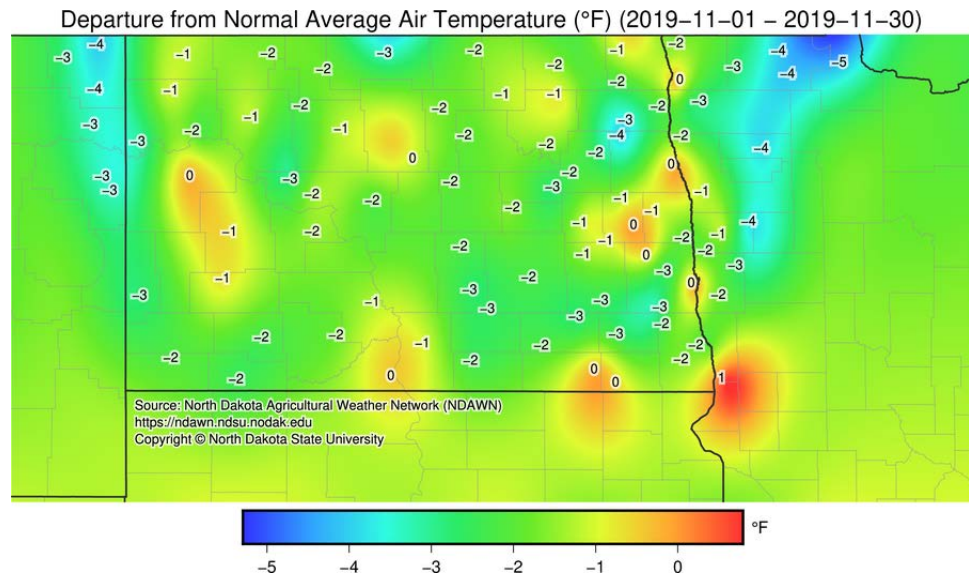 Departure from Normal Average Air Temperature (°F) (2019−11−01 − 2019−11−30)
−4 −1 −2 −3 −2 −1 −2 −4
−3 −2 −2 −3 −5
−4 −1 −1 −1 −2 0 −4
−2 −2 −2 −3
−3 −1 −1 −2 −3 −4
−3 −2 −2 −2 −2 −4
0 −2 0
−3 −3 −2 −2 −3 −1
−3 −2 −2 −2 −1 −1
−1 −2 −2 −1 0 −1 −2 −1 −4
−1 −2 −1 0 −3 −2 −3
−3 −1 −3 −3 −3 −3 0 −2
−2 −2 −1 −2 −3 −3 −2 −2
−2 −2 −2
−2 0 0 0 1
Source: North Dakota Agricultural Weather Network (NDAWN)
https://ndawn.ndsu.nodak.edu
Copyright © North Dakota State University
°F
−5 −4 −3 −2 −1 0